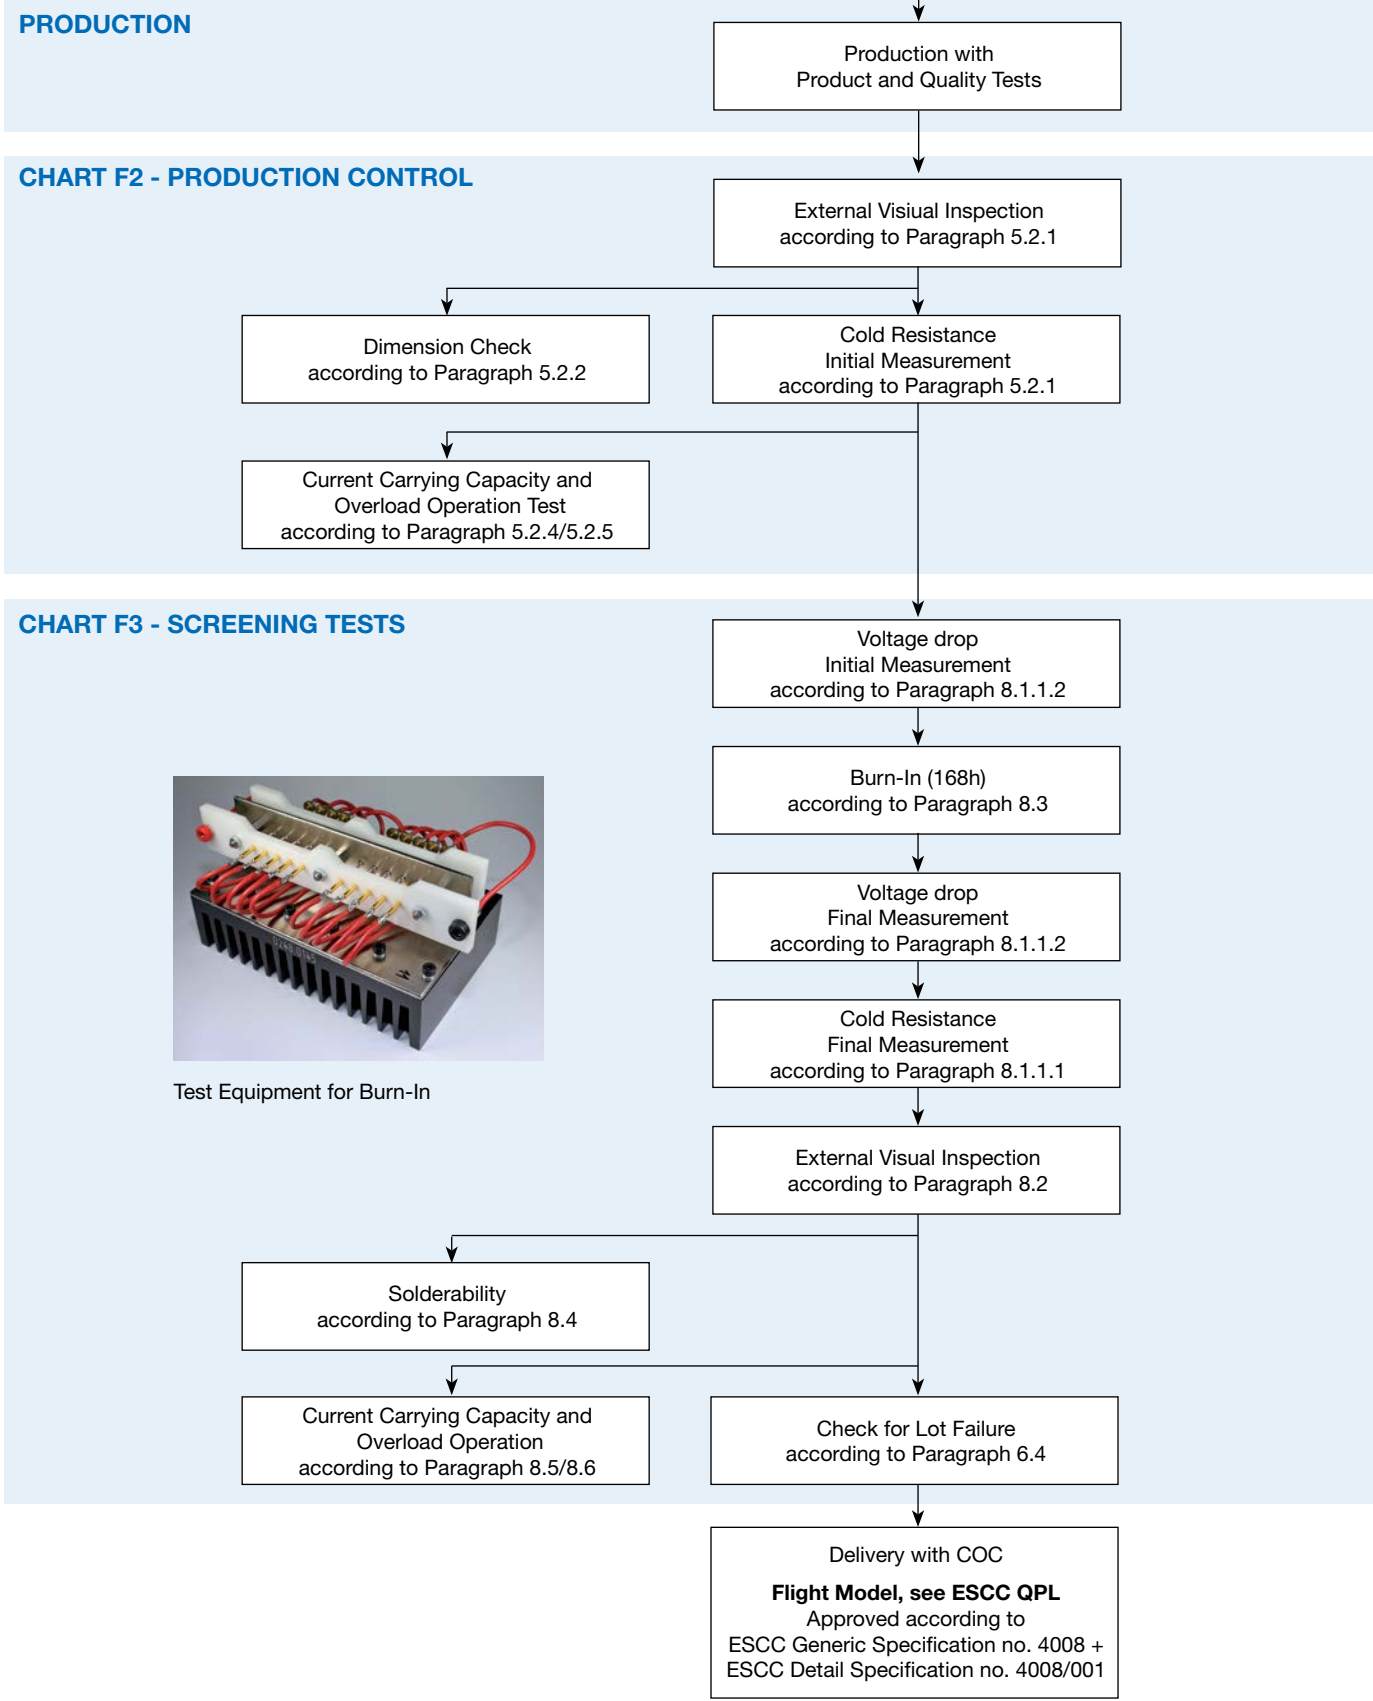 PRODUCTION
Production with
Product and Quality Tests
CHART F2 - PRODUCTION CONTROL
External Visiual Inspection
according to Paragraph 5.2.1
Dimension Check
according to Paragraph 5.2.2
Cold Resistance
Initial Measurement
according to Paragraph 5.2.1
Current Carrying Capacity and
Overload Operation Test
according to Paragraph 5.2.4/5.2.5
CHART F3 - SCREENING TESTS
Voltage drop
Initial Measurement
according to Paragraph 8.1.1.2
Burn-In (168h)
according to Paragraph 8.3
Voltage drop
Final Measurement
according to Paragraph 8.1.1.2
Cold Resistance
Final Measurement
according to Paragraph 8.1.1.1
Test Equipment for Burn-In
External Visual Inspection
according to Paragraph 8.2
Solderability
according to Paragraph 8.4
Current Carrying Capacity and
Overload Operation
according to Paragraph 8.5/8.6
Check for Lot Failure
according to Paragraph 6.4
Delivery with COC
Flight Model, see ESCC QPL
Approved according to
ESCC Generic Specification no. 4008 +
ESCC Detail Specification no. 4008/001